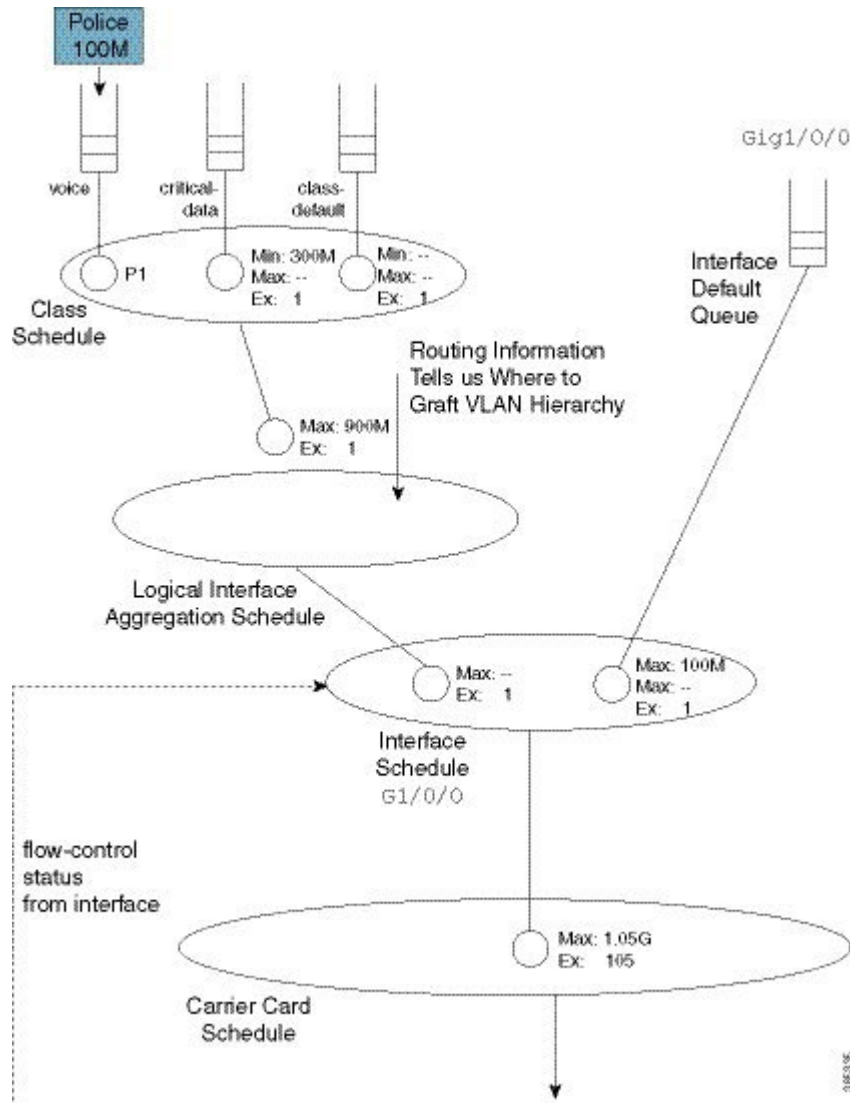 Police
100M
Gig1/0/0
voice
critical-
data
class-
default
P1
Min: 300M
Max: --
Ex: 1
Min: --
Max: --
Ex: 1
Class
Schedule
Interface
Default
Queue
Routing Information
Tells us Where to
Graft VLAN Hierarchy
Max: 900M
Ex: 1
Logical Interface
Aggregation Schedule
Max: --
Ex: 1
Max: 100M
Max: --
Ex: 1
Interface
Schedule
G1/0/0
flow-control
status
from interface
Max: 1.05G
Ex: 105
Carrier Card
Schedule